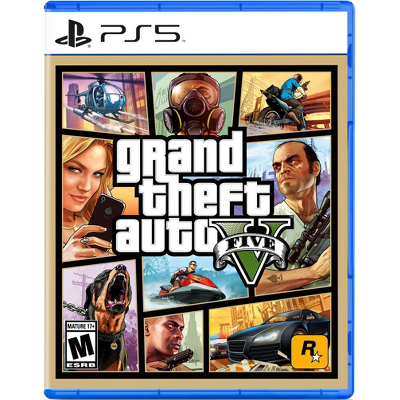 PS5
grand
theft
auto
V
FIVE
MATURE 17+
M
ESRB
R